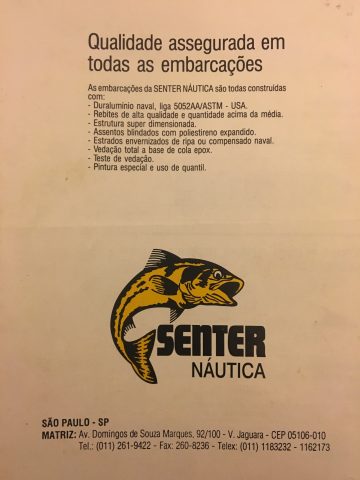 Qualidade assegurada em
todas as embarcações
As embarcações da SENTER NÁUTICA são todas construídas
com:
- Duralumínio naval, liga 5052AA/ASTM - USA.
- Rebites de alta qualidade e quantidade acima da média.
- Estrutura super dimensionada.
- Assentos blindados com poliestireno expandido.
- Estrados envernizados de ripa ou compensado naval.
- Vedação total a base de cola epox.
- Teste de vedação.
- Pintura especial e uso de quantil.
SENTER
NÁUTICA
SÃO PAULO - SP
MATRIZ: Av. Domingos de Souza Marques, 92/100 - V. Jaguara - CEP 05106-010
Tel.: (011) 261-9422 - Fax: 260-8236 - Telex: (011) 1183232 - 1162173